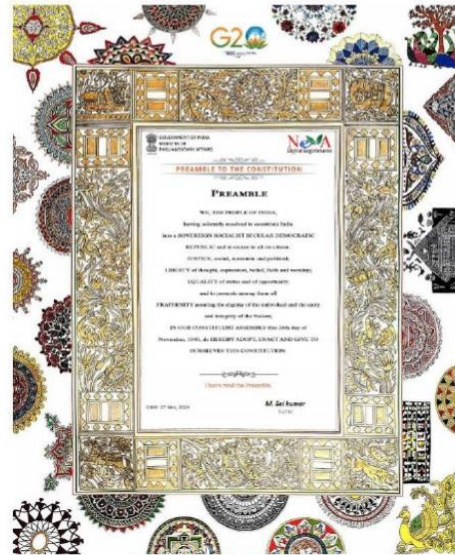 G20
GOVERNMENT OF INDIA
MINISTRY OF
PARLIAMENTARY AFFAIRS
NeVA
PREAMBLE TO THE CONSTITUTION
PREAMBLE
WE, THE PEOPLE OF INDIA,
having solemnly resolved to constitute India
into a SOVEREIGN SOCIALIST SECULAR DEMOCRATIC
REPUBLIC and to secure to all its citizens
JUSTICE, social, economic and political;
LIBERTY of thought, expression, belief, faith and worship;
EQUALITY of status and of opportunity;
and to promote among them all
FRATERNITY assuring the dignity of the individual and the unity
and integrity of the Nation;
IN OUR CONSTITUENT ASSEMBLY this 26th day of
November, 1949, do HEREBY ADOPT, ENACT AND GIVE TO
OURSELVES THIS CONSTITUTION
I have read the Preamble.
M. Sai kumar